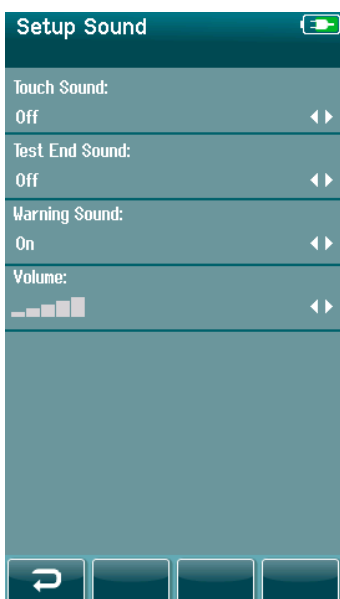 Setup Sound
Touch Sound:
Off
Test End Sound:
Off
Warning Sound:
On
Volume: